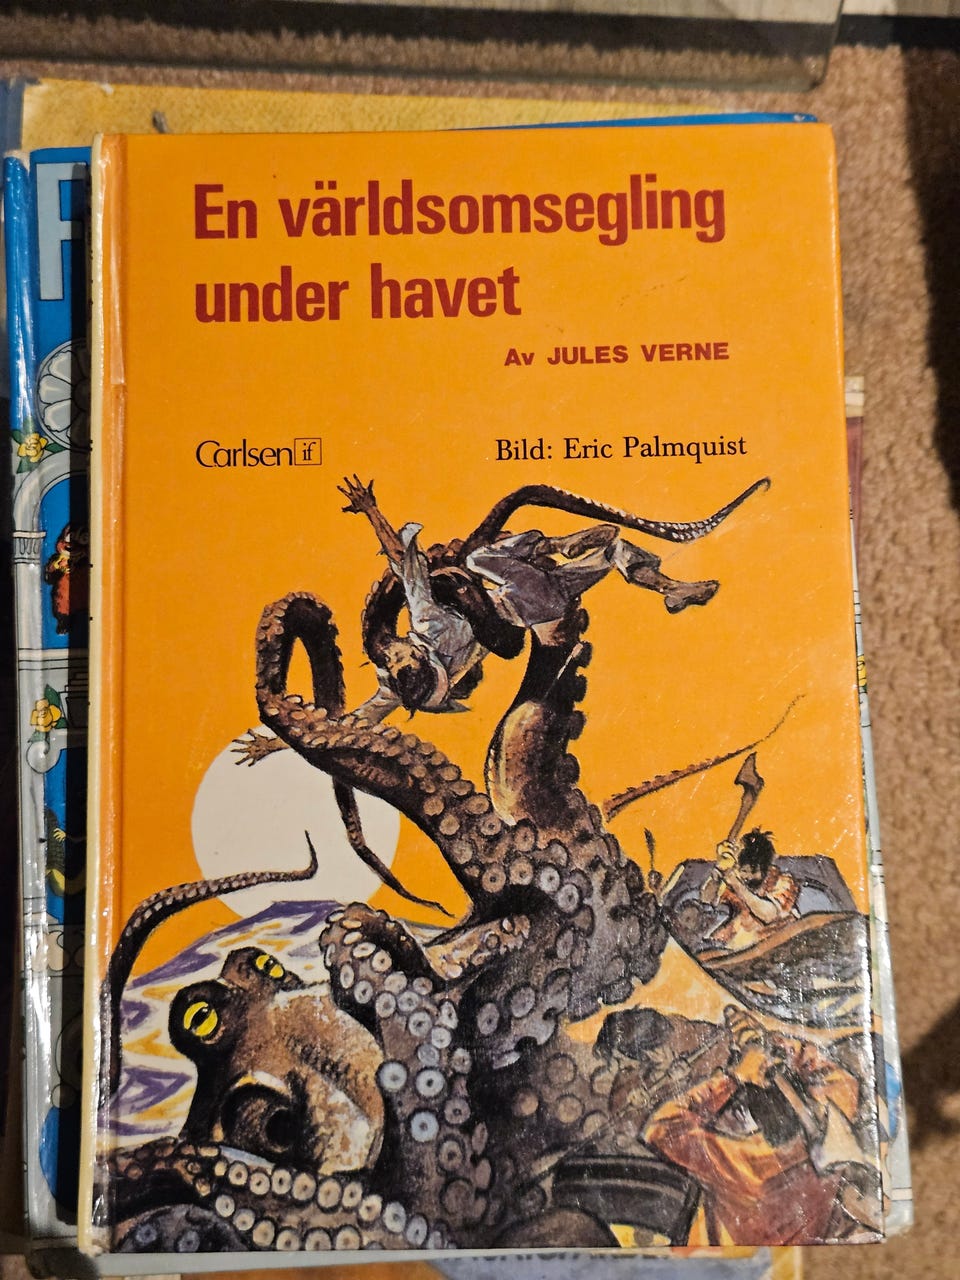 En världsomsegling
under havet
Av JULES VERNE
Carlsen if
Bild: Eric Palmquist